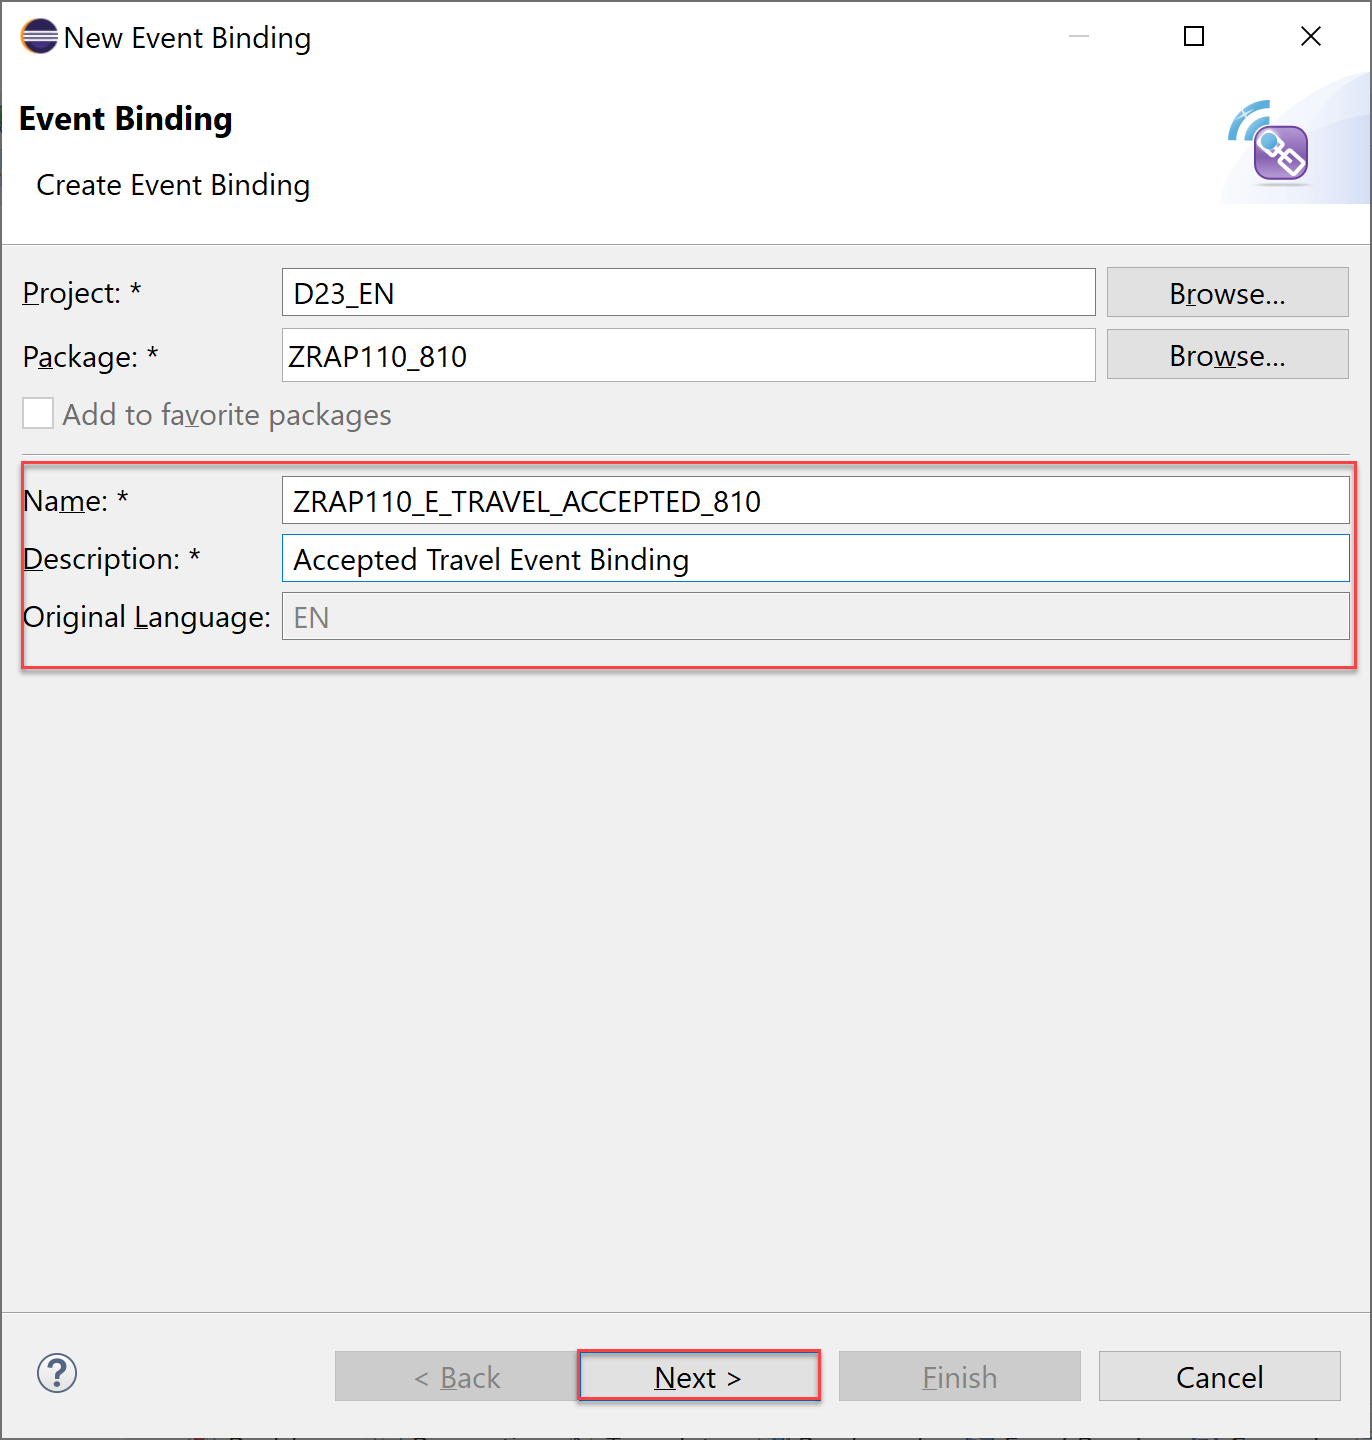 New Event Binding
Event Binding
Create Event Binding
Project: * D23_EN Browse...
Package: * ZRAP110_810 Browse...
Add to favorite packages
Name: * ZRAP110_E_TRAVEL_ACCEPTED_810
Description: * Accepted Travel Event Binding
Original Language: EN
? < Back Next > Finish Cancel